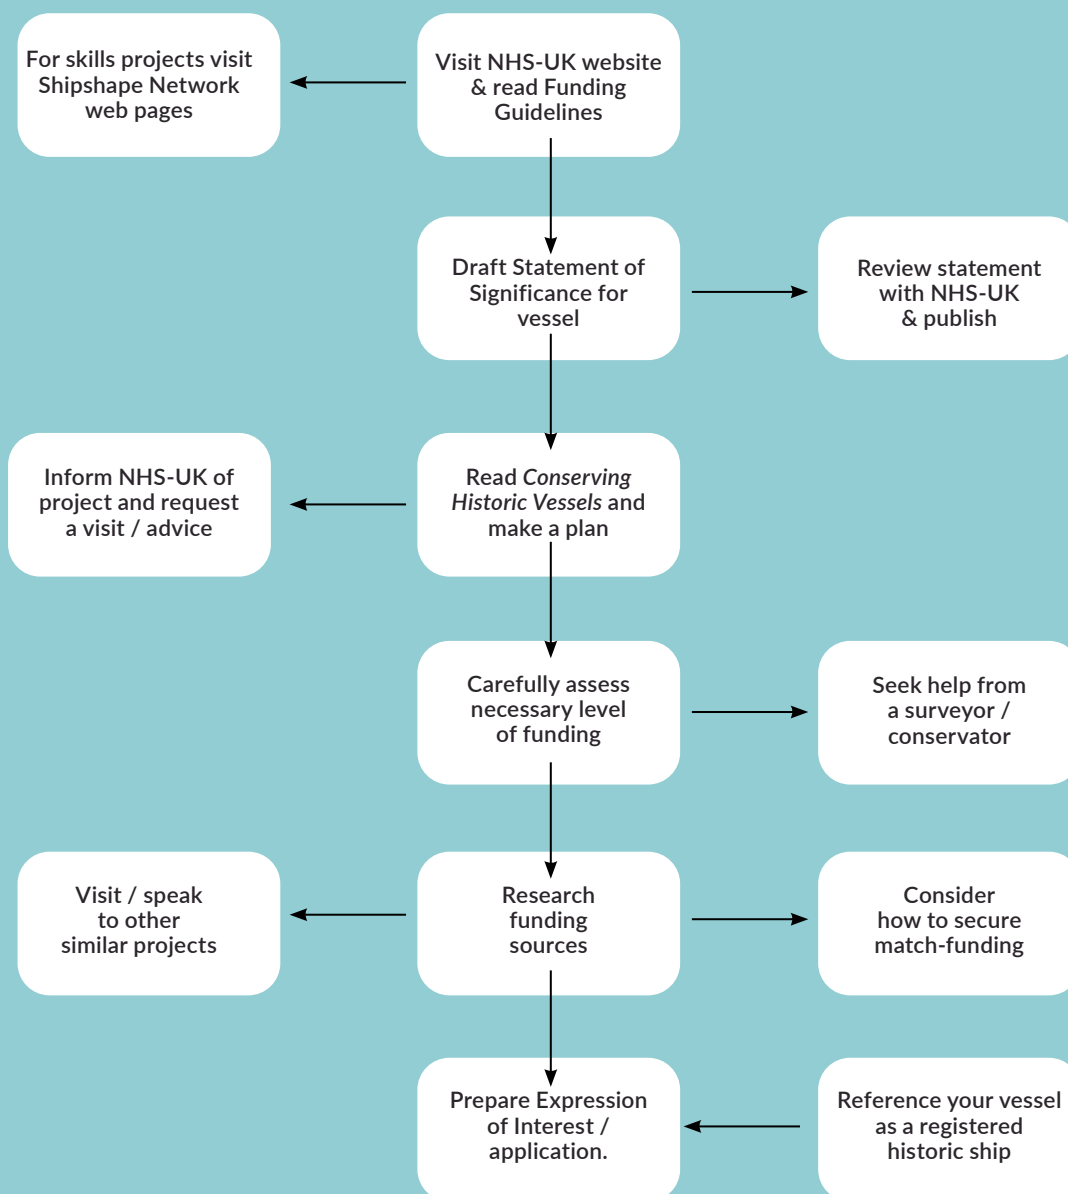 For skills projects visit
Shipshape Network
web pages
Visit NHS-UK website
& read Funding
Guidelines
Draft Statement of
Significance for
vessel
Review statement
with NHS-UK
& publish
Inform NHS-UK of
project and request
a visit / advice
Read Conserving
Historic Vessels and
make a plan
Carefully assess
necessary level
of funding
Seek help from
a surveyor /
conservator
Visit / speak
to other
similar projects
Research
funding
sources
Consider
how to secure
match-funding
Prepare Expression
of Interest /
application.
Reference your vessel
as a registered
historic ship